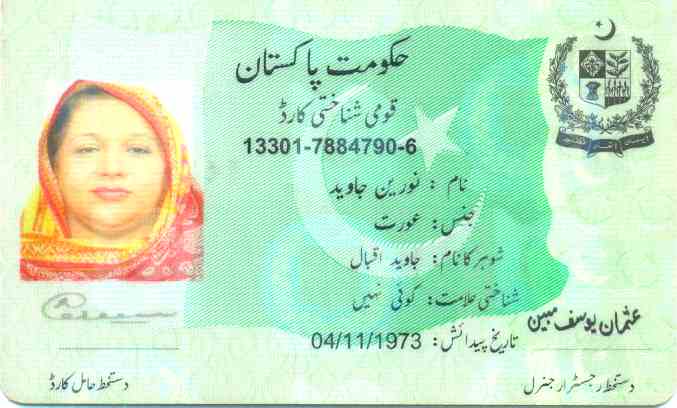 حکومت پاکستان
قومی شناختی کارڈ
13301-7884790-6
نام : نورین جاوید
جنس: عورت
شوہر کا نام: جاوید اقبال
شناختی علامت: کوئی نہیں
تاریخ پیدائش: 04/11/1973
عثمان یوسف مبین
دستخط حامل کارڈ
دستخط رجسٹرار جنرل